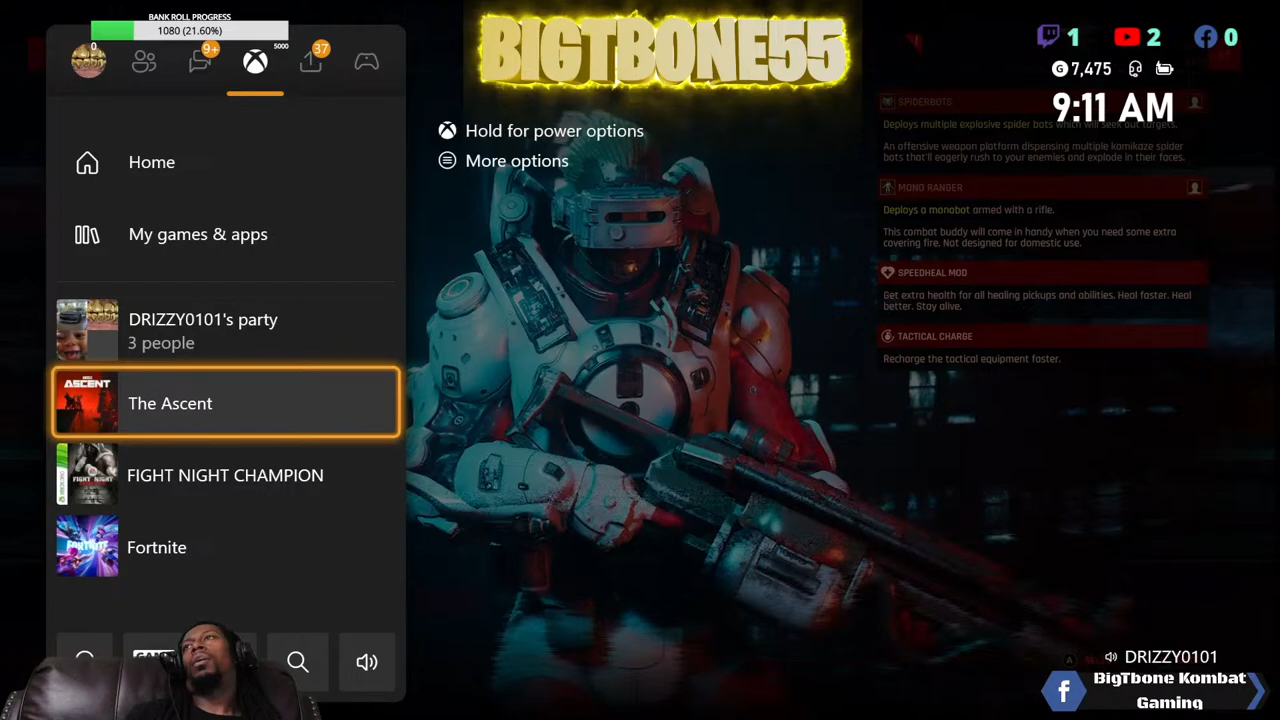 BANK ROLL PROGRESS
1080 (21.60%)
0
5000
9+
37
BIGTBONE55
1
2
0
G 7,475
9:11 AM
Hold for power options
More options
Home
My games & apps
DRIZZY0101's party
3 people
ASCENT
The Ascent
FIGHT NIGHT
FIGHT NIGHT CHAMPION
FORTNITE
Fortnite
SPIDERBOTS
Deploys multiple explosive spider bots which will seek out targets.
An offensive weapon platform dispensing multiple kamikaze spider
bots that'll eagerly rush to your enemies and explode in their faces.
MONO RANGER
Deploys a monobot armed with a rifle.
This combat buddy will come in handy when you need some extra
covering fire. Not designed for domestic use.
SPEEDHEAL MOD
Get extra health for all healing pickups and abilities. Heal faster. Heal
better. Stay alive.
TACTICAL CHARGE
Recharge the tactical equipment faster.
DRIZZY0101
BigTbone Kombat
Gaming